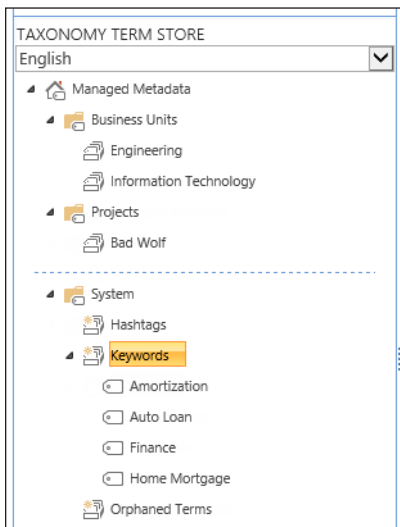 TAXONOMY TERM STORE
English
Managed Metadata
Business Units
Engineering
Information Technology
Projects
Bad Wolf
System
Hashtags
Keywords
Amortization
Auto Loan
Finance
Home Mortgage
Orphaned Terms